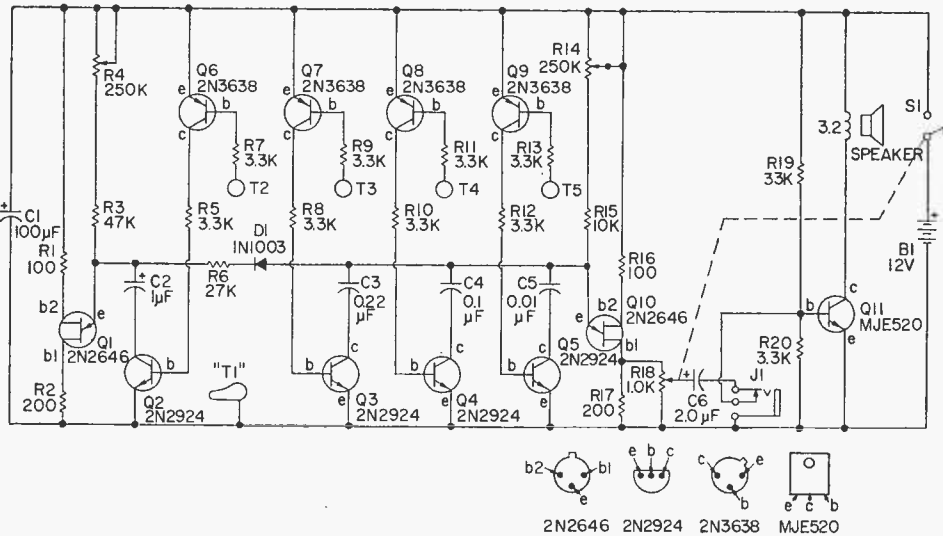 R4
250K
Q6
2N3638
e
b
c
R7
3.3K
T2
Q7
2N3638
e
b
c
R9
3.3K
T3
Q8
2N3638
e
b
c
R11
3.3K
T4
Q9
2N3638
e
b
c
R13
3.3K
T5
R14
250K
S1
3.2
SPEAKER
R19
33K
+
C1
100µF
R3
47K
R5
3.3K
D1
1N1003
R8
3.3K
R10
3.3K
R12
3.3K
R15
10K
R16
100
+
B1
12V
R1
100
R6
27K
+
C2
1µF
C3
0.22
µF
C4
0.1
µF
C5
0.01
µF
b2
e
b1
Q1
2N2646
R2
200
b
Q2
2N2924
"T1"
c
b
e
Q3
2N2924
c
b
e
Q4
2N2924
c
b
e
Q5
2N2924
b2
e
b1
Q10
2N2646
R17
200
R18
1.0K
+
C6
2.0µF
J1
R20
3.3K
c
b
e
Q11
MJE520
b2
b1
e
2N2646
e
b
c
2N2924
c
e
b
2N3638
e
c
b
MJE520